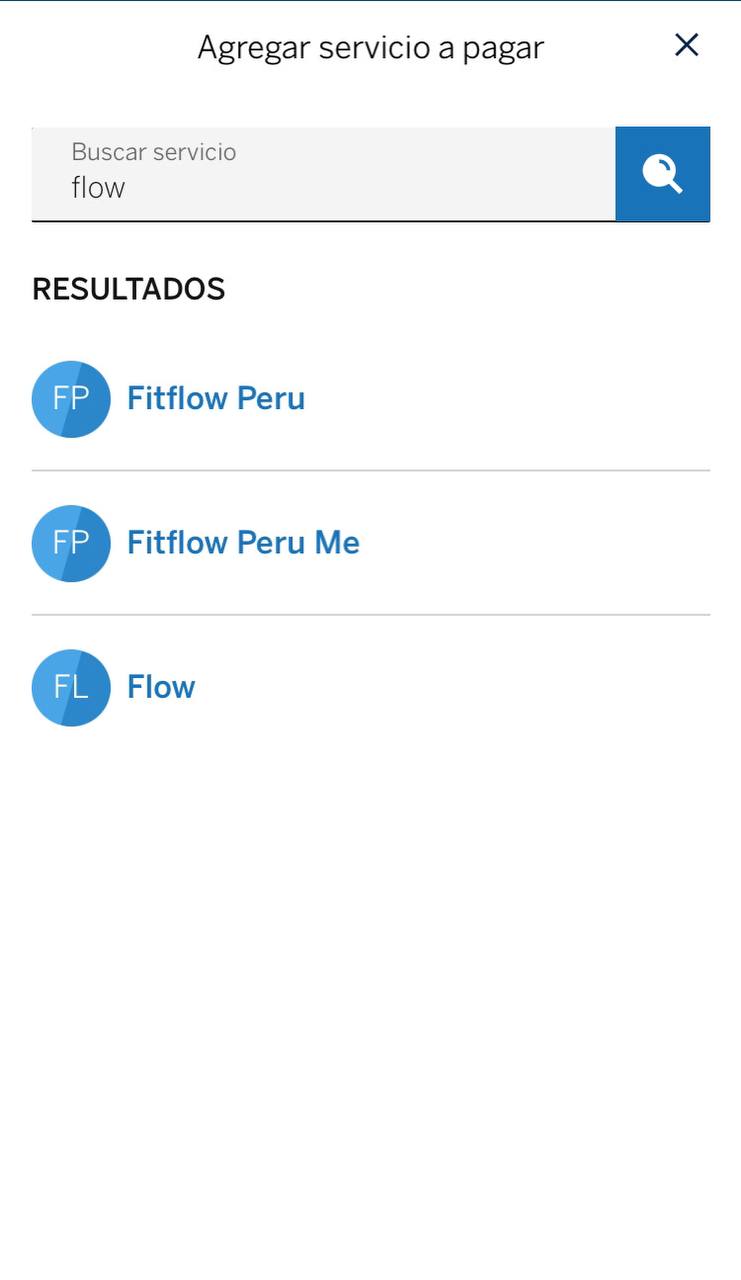 Agregar servicio a pagar
Buscar servicio
flow
RESULTADOS
FP Fitflow Peru
FP Fitflow Peru Me
FL Flow